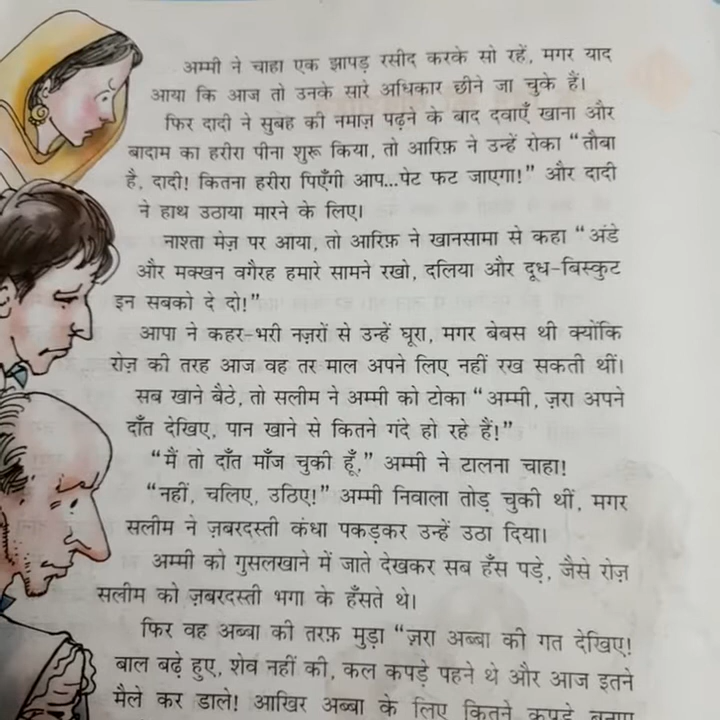 अम्मी ने चाहा एक झापड़ रसीद करके सो रहें, मगर याद
आया कि आज तो उनके सारे अधिकार छीने जा चुके हैं।
फिर दादी ने सुबह की नमाज़ पढ़ने के बाद दवाएँ खाना और
बादाम का हरीरा पीना शुरू किया, तो आरिफ़ ने उन्हें रोका “तौबा
है, दादी! कितना हरीरा पिएँगी आप...पेट फट जाएगा!” और दादी
ने हाथ उठाया मारने के लिए।
नाश्ता मेज़ पर आया, तो आरिफ़ ने खानसामा से कहा “अंडे
और मक्खन वगैरह हमारे सामने रखो, दलिया और दूध-बिस्कुट
इन सबको दे दो!”
आपा ने कहर-भरी नज़रों से उन्हें घूरा, मगर बेबस थी क्योंकि
रोज़ की तरह आज वह तर माल अपने लिए नहीं रख सकती थीं।
सब खाने बैठे, तो सलीम ने अम्मी को टोका “अम्मी, ज़रा अपने
दाँत देखिए, पान खाने से कितने गंदे हो रहे हैं!”
“मैं तो दाँत माँज चुकी हूँ,” अम्मी ने टालना चाहा!
“नहीं, चलिए, उठिए!” अम्मी निवाला तोड़ चुकी थीं, मगर
सलीम ने ज़बरदस्ती कंधा पकड़कर उन्हें उठा दिया।
अम्मी को गुसलखाने में जाते देखकर सब हँस पड़े, जैसे रोज़
सलीम को ज़बरदस्ती भगा के हँसते थे।
फिर वह अब्बा की तरफ़ मुड़ा “ज़रा अब्बा की गत देखिए!
बाल बढ़े हुए, शेव नहीं की, कल कपड़े पहने थे और आज इतने
मैले कर डाले! आखिर अब्बा के लिए कितने कपड़े